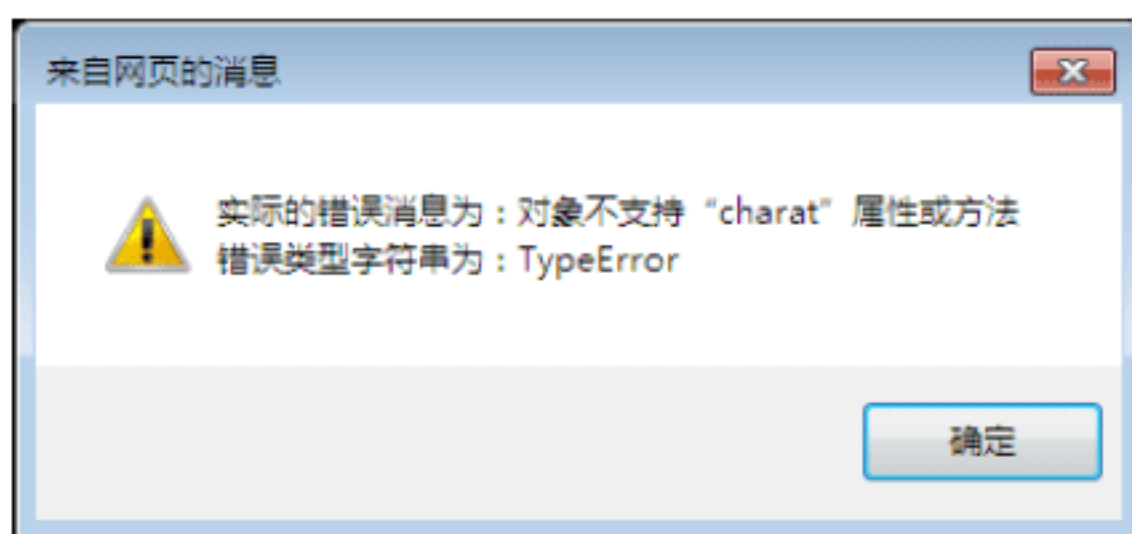 来自网页的消息
实际的错误消息为：对象不支持“charat”属性或方法
错误类型字符串为：TypeError
确定